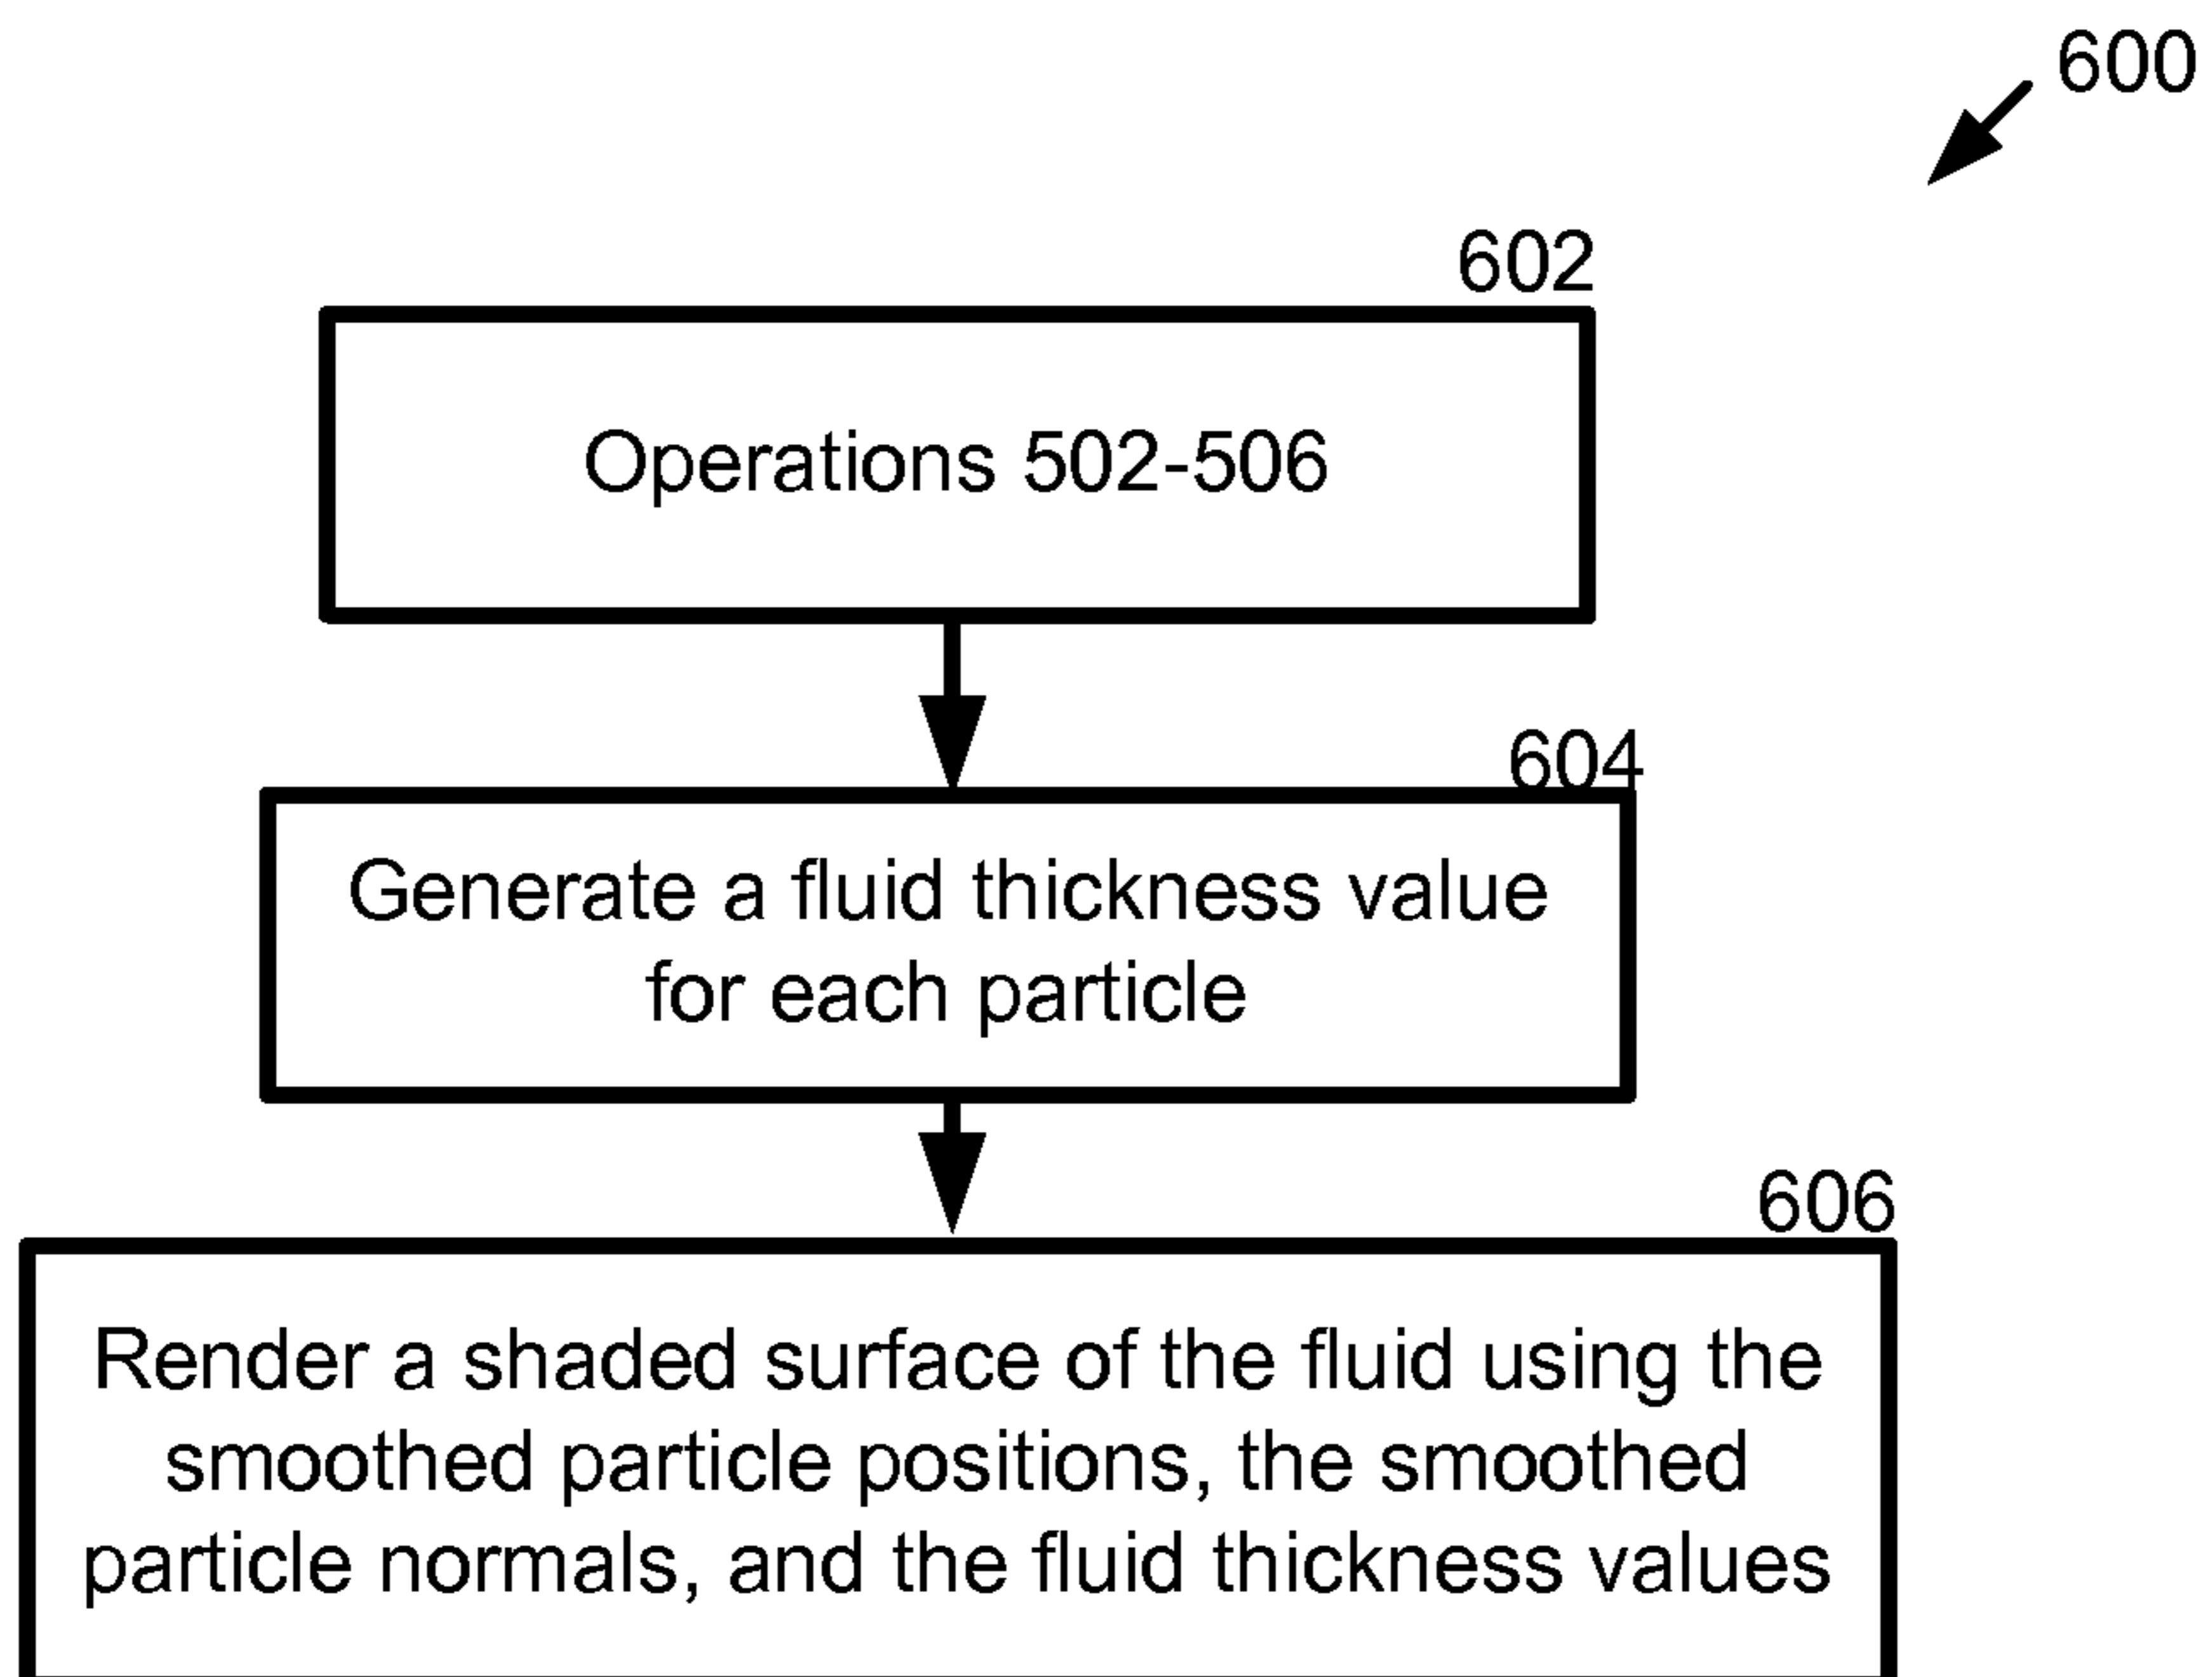 600
602
Operations 502-506
604
Generate a fluid thickness value
for each particle
606
Render a shaded surface of the fluid using the
smoothed particle positions, the smoothed
particle normals, and the fluid thickness values